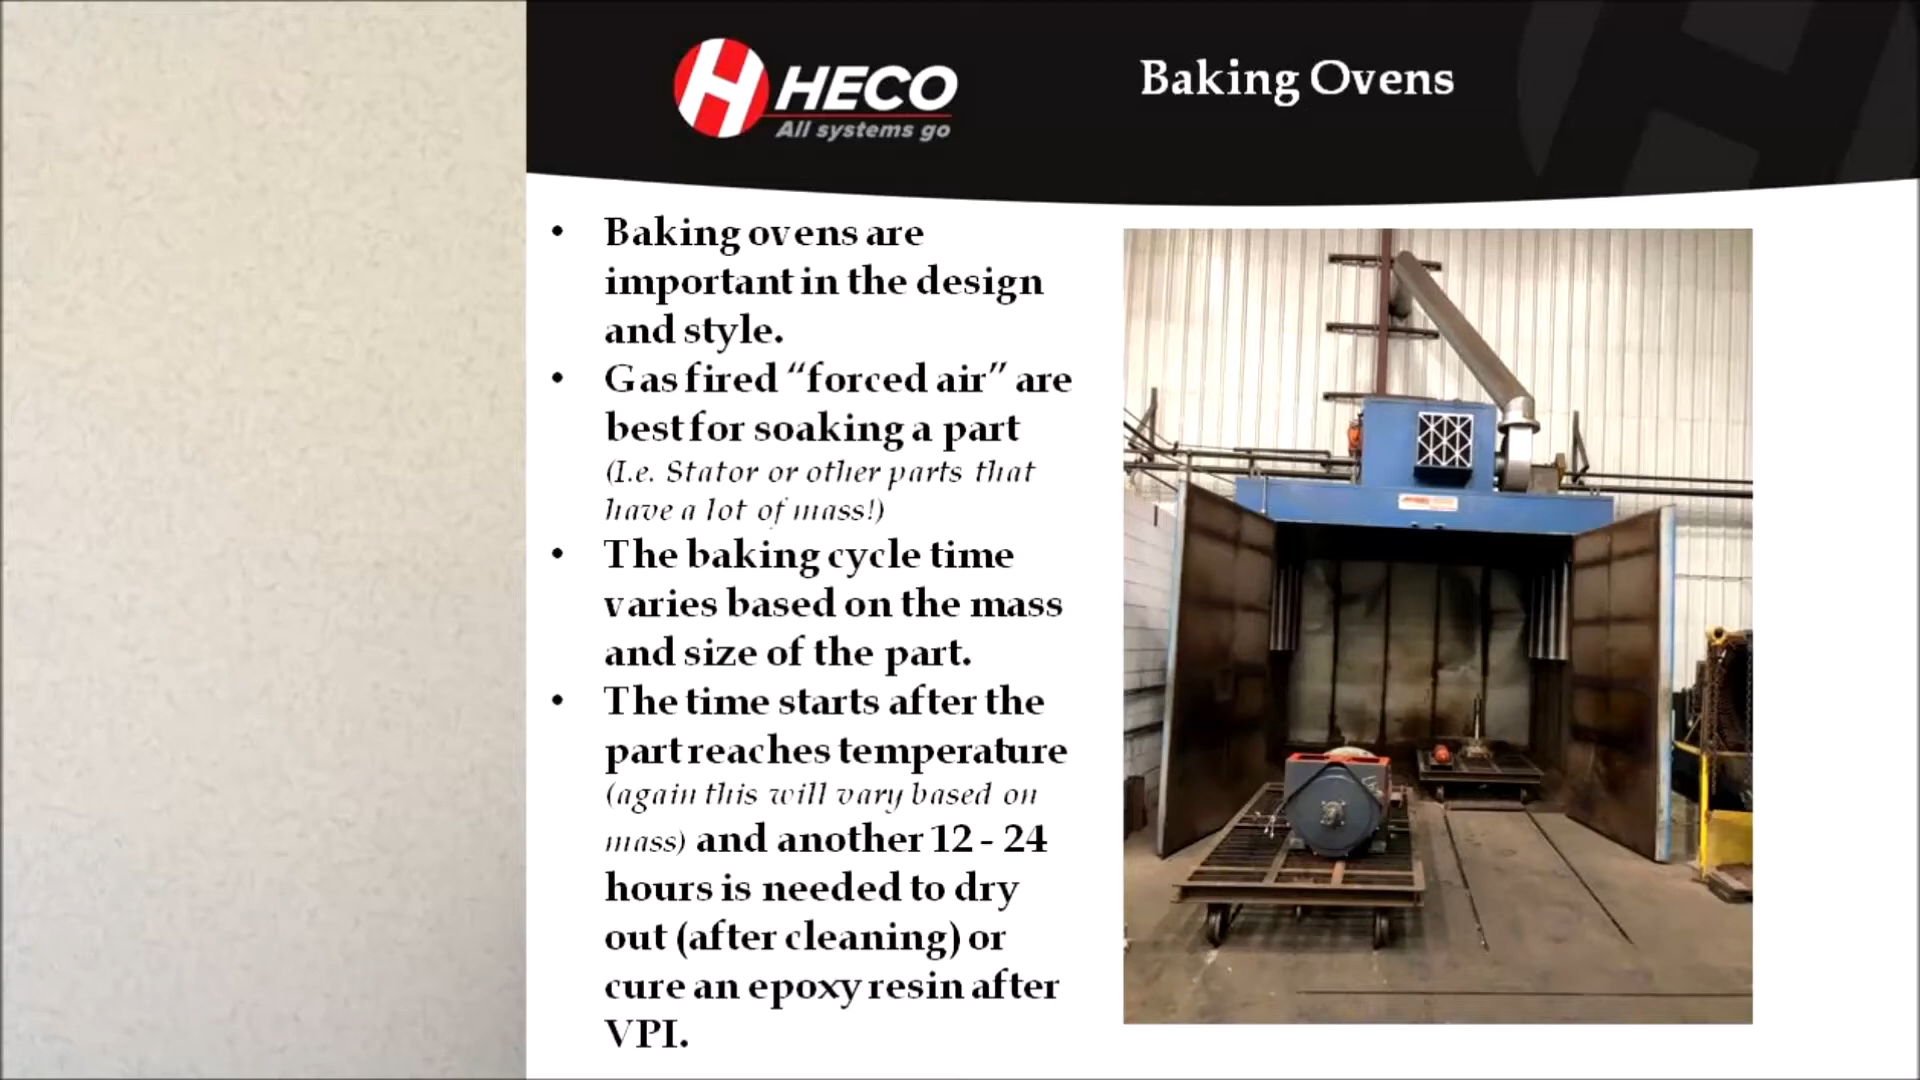 HECO
All systems go
Baking Ovens
• Baking ovens are
important in the design
and style.
• Gas fired “forced air” are
best for soaking a part
(I.e. Stator or other parts that
have a lot of mass!)
• The baking cycle time
varies based on the mass
and size of the part.
• The time starts after the
part reaches temperature
(again this will vary based on
mass) and another 12 - 24
hours is needed to dry
out (after cleaning) or
cure an epoxy resin after
VPI.